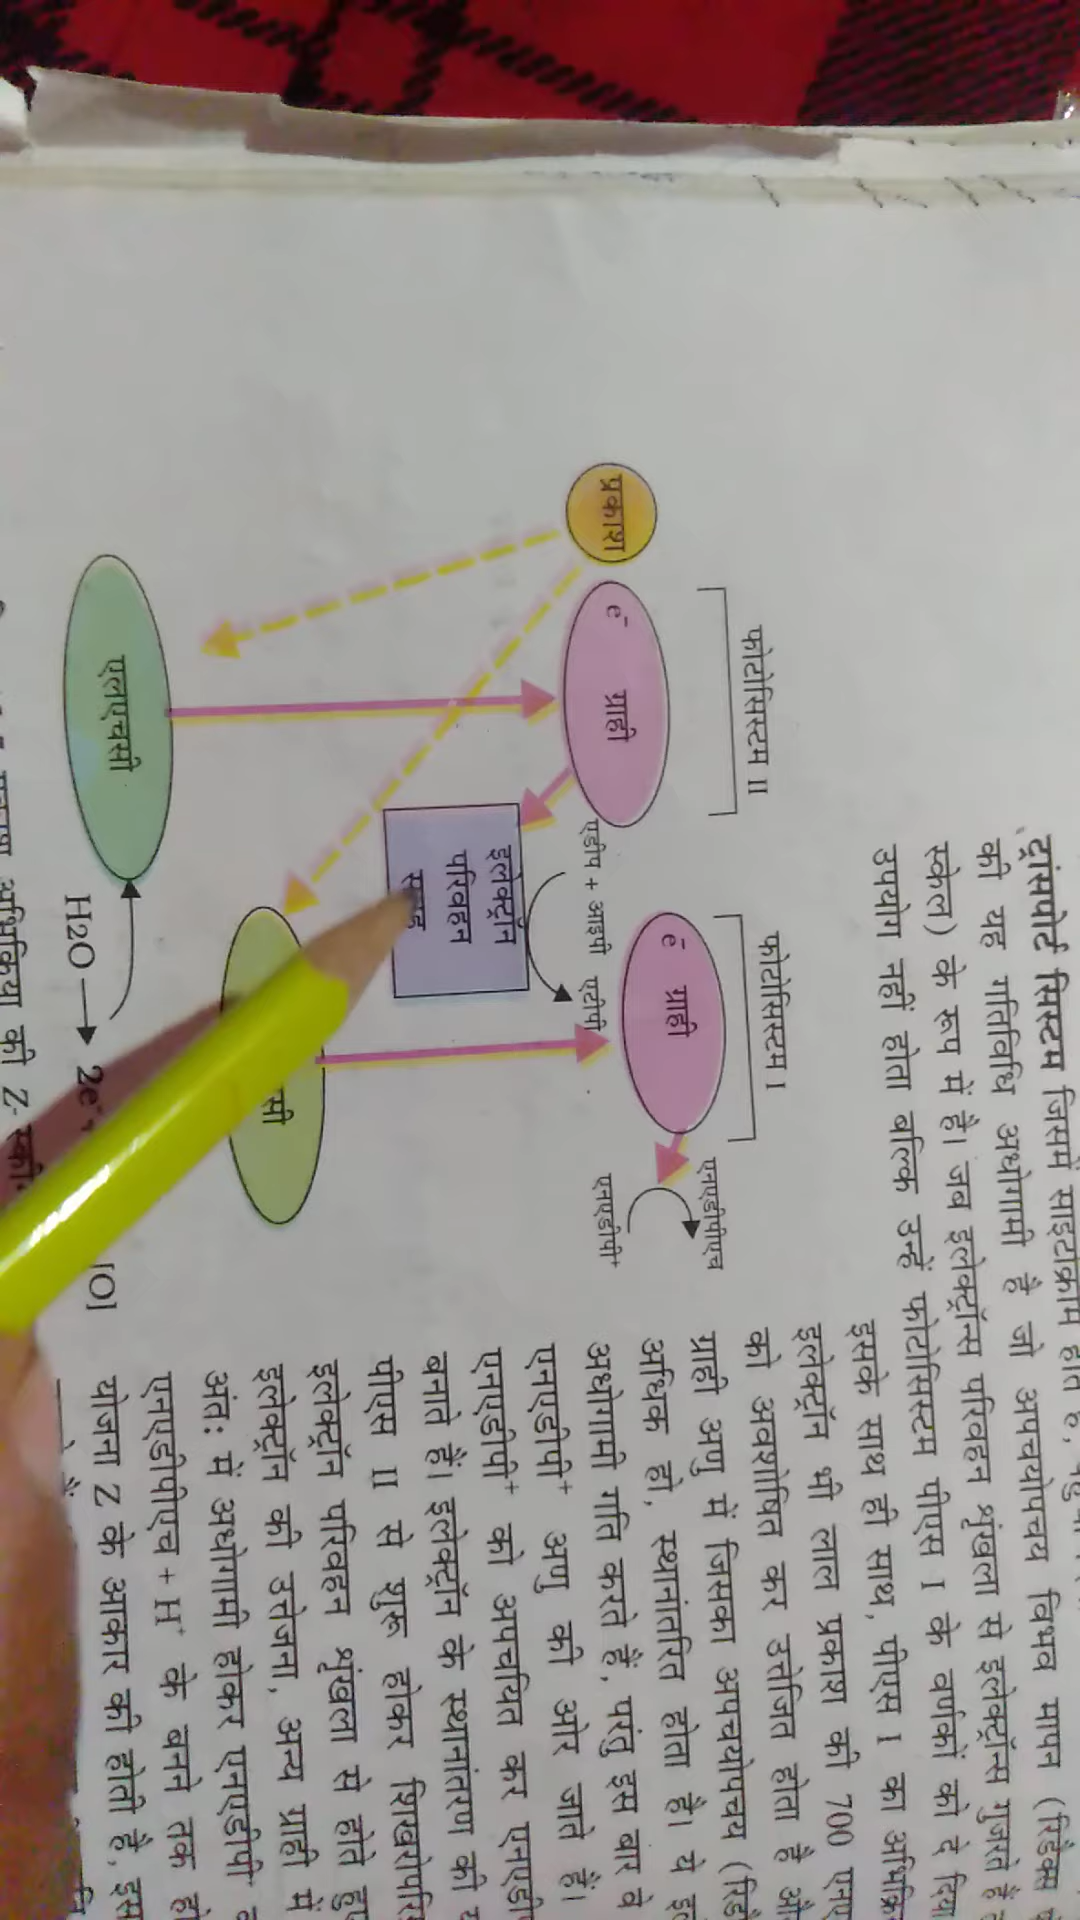 ट्रांसपोर्ट सिस्टम जिसमें साइटोक्रोम होते हैं,
की यह गतिविधि अधोगामी है जो अपचयोपचय विभव मापन (रिडॉक्स
स्केल) के रूप में है। जब इलेक्ट्रॉन्स परिवहन शृंखला से इलेक्ट्रॉन्स गुजरते हैं
उपयोग नहीं होता बल्कि उन्हें फोटोसिस्टम पीएस I के वर्णकों को दे दिया
इसके साथ ही साथ, पीएस I का अभिक्रि
इलेक्ट्रॉन भी लाल प्रकाश की 700
को अवशोषित कर उत्तेजित होता है
ग्राही अणु में जिसका अपचयोपचय
अधिक हो, स्थानांतरित होता है। ये
अधोगामी गति करते हैं, परंतु इस बार वे
एनएडीपी⁺ अणु की ओर जाते हैं।
एनएडीपी⁺ को अपचयित कर एनएडी
बनाते हैं। इलेक्ट्रॉन के स्थानांतरण की
पीएस II से शुरू होकर शिखरोपरि
इलेक्ट्रॉन परिवहन शृंखला से होते
इलेक्ट्रॉन की उत्तेजना, अन्य ग्राही में
अंत: में अधोगामी होकर एनएडीपी
एनएडीपीएच + H⁺ के बनने तक
योजना Z के आकार की होती है, इस
फोटोसिस्टम II
फोटोसिस्टम I
प्रकाश
e⁻ ग्राही
e⁻ ग्राही
एडीप + आइपी एटीपी
एनएडीपीएच
एनएडीपी⁺
इलेक्ट्रॉन
परिवहन
एलएचसी
H2O → 2e⁻
[O]
अभिक्रिया की Z